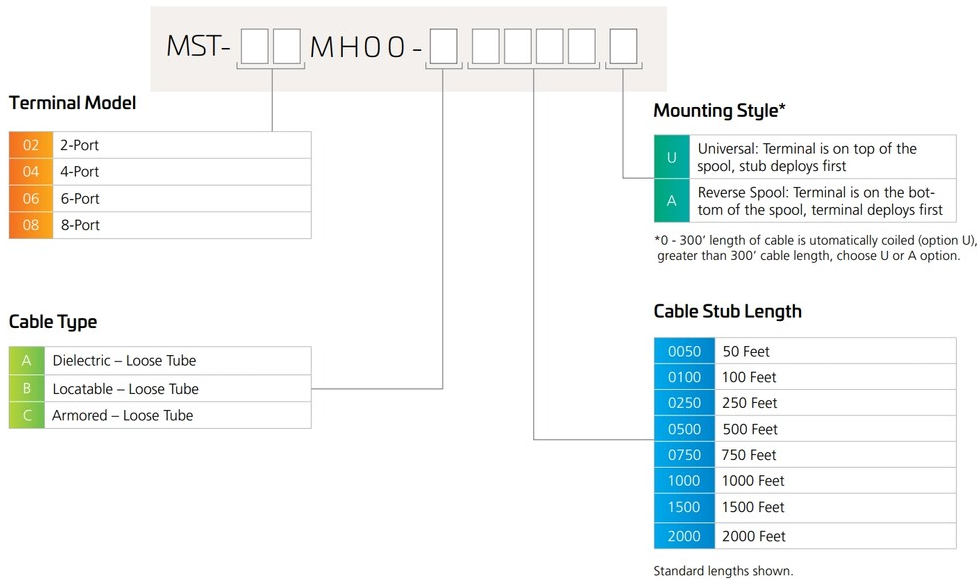 MST- MH00 -
Terminal Model
02 2-Port
04 4-Port
06 6-Port
08 8-Port
Mounting Style*
U Universal: Terminal is on top of the
spool, stub deploys first
A Reverse Spool: Terminal is on the bot-
tom of the spool, terminal deploys first
*0 - 300’ length of cable is utomatically coiled (option U),
greater than 300’ cable length, choose U or A option.
Cable Type
A Dielectric – Loose Tube
B Locatable – Loose Tube
C Armored – Loose Tube
Cable Stub Length
0050 50 Feet
0100 100 Feet
0250 250 Feet
0500 500 Feet
0750 750 Feet
1000 1000 Feet
1500 1500 Feet
2000 2000 Feet
Standard lengths shown.